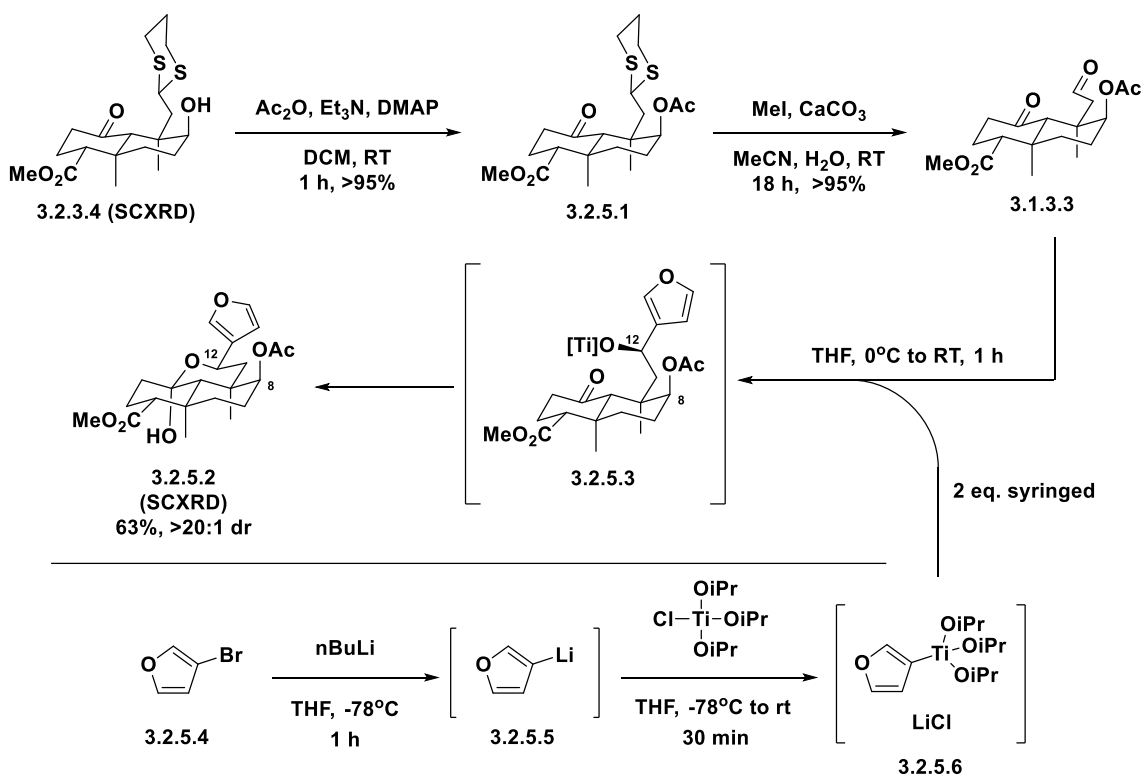 S
S
O
OH
MeO2C
3.2.3.4 (SCXRD)
Ac2O, Et3N, DMAP
DCM, RT
1 h, >95%
S
S
O
OAc
MeO2C
3.2.5.1
MeI, CaCO3
MeCN, H2O, RT
18 h, >95%
O
O
OAc
MeO2C
3.1.3.3
O
12
OAc
O
8
MeO2C
HO
3.2.5.2
(SCXRD)
63%, >20:1 dr
O
[Ti]O
12
O
OAc
8
MeO2C
3.2.5.3
THF, 0°C to RT, 1 h
2 eq. syringed
O
Br
3.2.5.4
nBuLi
THF, -78°C
1 h
O
Li
3.2.5.5
OiPr
Cl Ti OiPr
OiPr
THF, -78°C to rt
30 min
OiPr
Ti OiPr
OiPr
O
LiCl
3.2.5.6